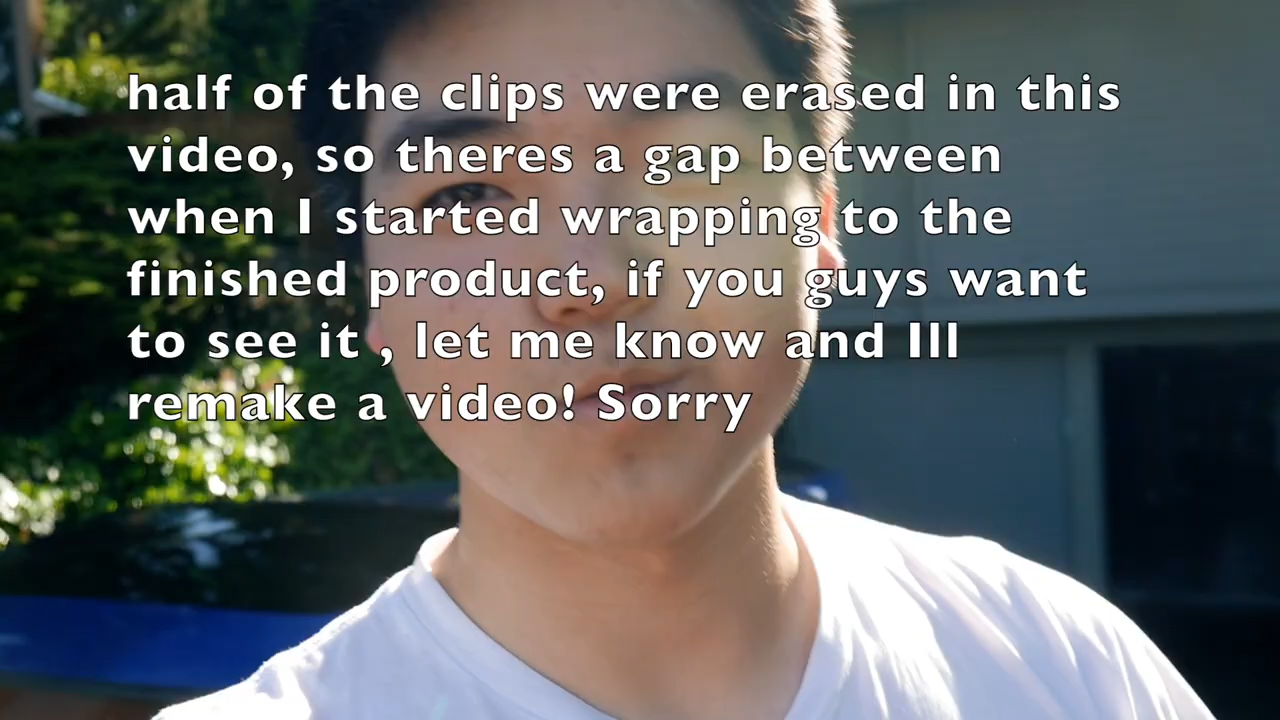 half of the clips were erased in this
video, so theres a gap between
when I started wrapping to the
finished product, if you guys want
to see it , let me know and Ill
remake a video! Sorry